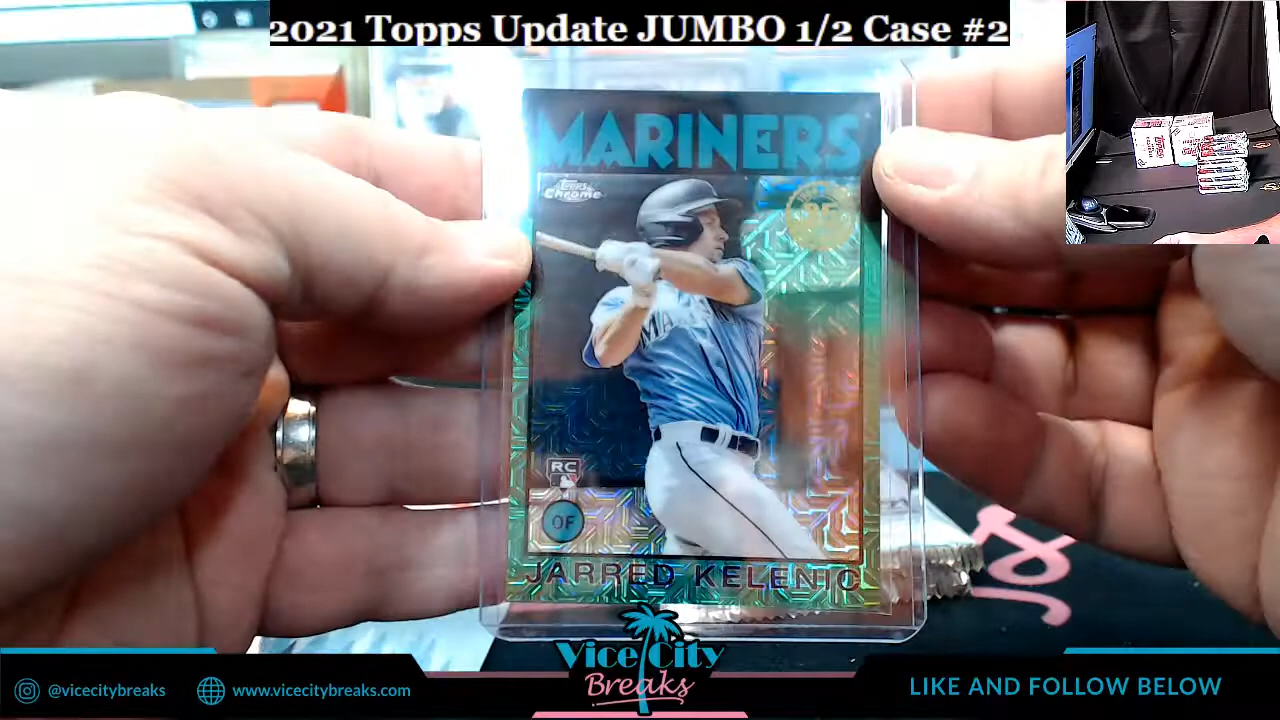 2021 Topps Update JUMBO 1/2 Case #2
MARINERS
Topps
Chrome
35
RC
OF
JARRED KELENIC
Vice City
Breaks
@vicecitybreaks
www.vicecitybreaks.com
LIKE AND FOLLOW BELOW